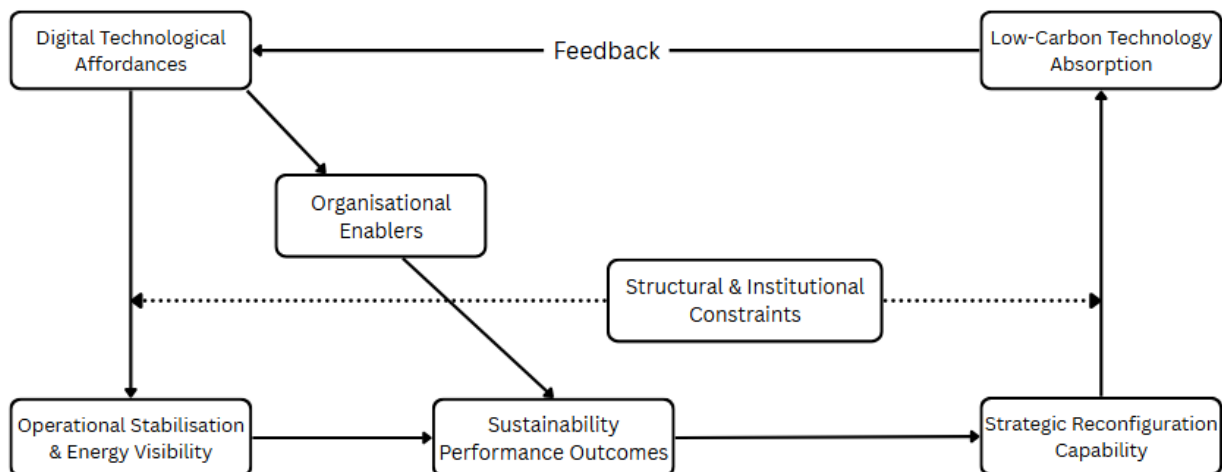 Digital Technological
Affordances
Feedback
Low-Carbon Technology
Absorption
Organisational
Enablers
Structural & Institutional
Constraints
Operational Stabilisation
& Energy Visibility
Sustainability
Performance Outcomes
Strategic Reconfiguration
Capability